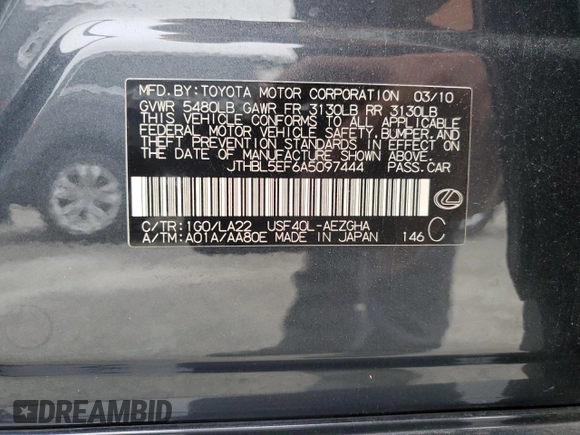 MFD.BY:TOYOTA MOTOR CORPORATION 03/10
GVWR 5480LB GAWR FR 3130LB RR 3130LB
THIS VEHICLE CONFORMS TO ALL APPLICABLE
FEDERAL MOTOR VEHICLE SAFETY,BUMPER,AND
THEFT PREVENTION STANDARDS IN EFFECT ON
THE DATE OF MANUFACTURE SHOWN ABOVE.
JTHBL5EF6A5097444 PASS.CAR
C/TR:1G0/LA22 USF40L-AEZGHA
A/TM:A01A/AA80E MADE IN JAPAN 146 C
DREAMBID